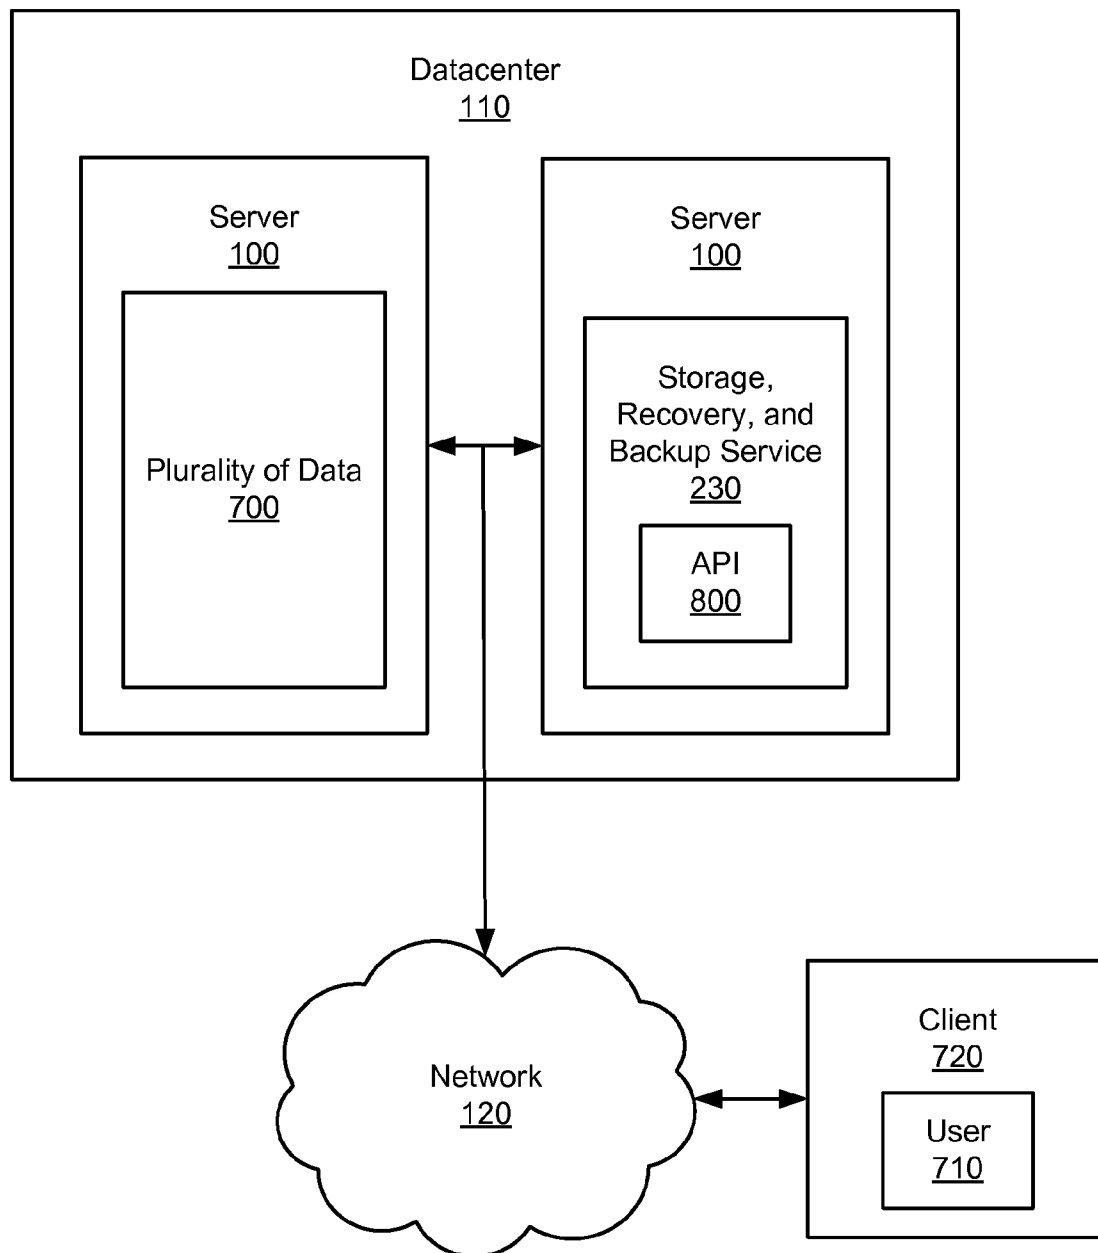 Datacenter
110
Server
100
Plurality of Data
700
Server
100
Storage,
Recovery, and
Backup Service
230
API
800
Network
120
Client
720
User
710